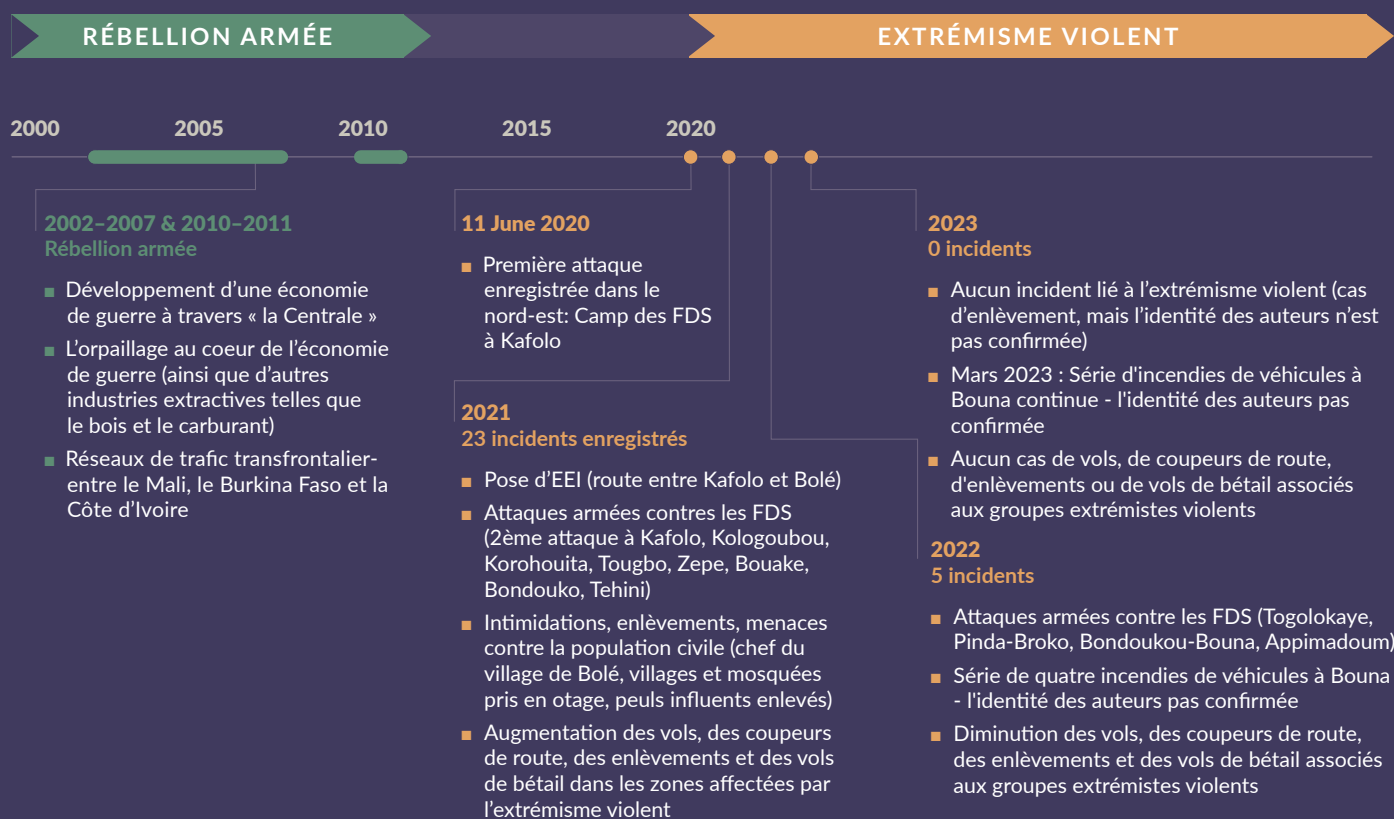 RÉBELLION ARMÉE
EXTRÉMISME VIOLENT
2000
2005
2010
2015
2020
2002–2007 & 2010–2011
Rébellion armée
■ Développement d’une économie
de guerre à travers « la Centrale »
■ L’orpaillage au coeur de l’économie
de guerre (ainsi que d’autres
industries extractives telles que
le bois et le carburant)
■ Réseaux de trafic transfrontalier-
entre le Mali, le Burkina Faso et la
Côte d’Ivoire
11 June 2020
■ Première attaque
enregistrée dans le
nord-est: Camp des FDS
à Kafolo
2021
23 incidents enregistrés
■ Pose d’EEI (route entre Kafolo et Bolé)
■ Attaques armées contres les FDS
(2ème attaque à Kafolo, Kologoubou,
Korohouita, Tougbo, Zepe, Bouake,
Bondouko, Tehini)
■ Intimidations, enlèvements, menaces
contre la population civile (chef du
village de Bolé, villages et mosquées
pris en otage, peuls influents enlevés)
■ Augmentation des vols, des coupeurs
de route, des enlèvements et des vols
de bétail dans les zones affectées par
l’extrémisme violent
2023
0 incidents
■ Aucun incident lié à l’extrémisme violent (cas
d’enlèvement, mais l’identité des auteurs n’est
pas confirmée)
■ Mars 2023 : Série d'incendies de véhicules à
Bouna continue - l'identité des auteurs pas
confirmée
■ Aucun cas de vols, de coupeurs de route,
d'enlèvements ou de vols de bétail associés
aux groupes extrémistes violents
2022
5 incidents
■ Attaques armées contre les FDS (Togolokaye,
Pinda-Broko, Bondoukou-Bouna, Appimadoum)
■ Série de quatre incendies de véhicules à Bouna
- l'identité des auteurs pas confirmée
■ Diminution des vols, des coupeurs de route,
des enlèvements et des vols de bétail associés
aux groupes extrémistes violents